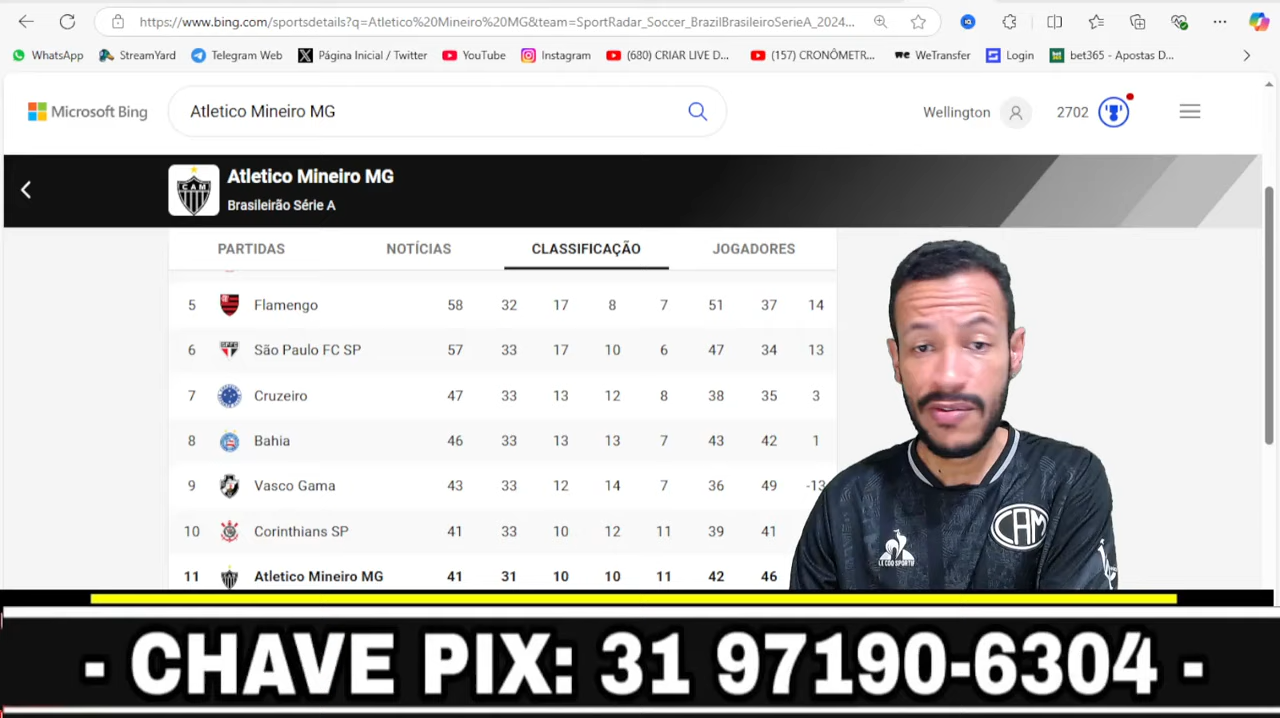 https://www.bing.com/sportsdetails?q=Atletico%20Mineiro%20MG&team=SportRadar_Soccer_BrazilBrasileiroSerieA_2024...
WhatsApp StreamYard Telegram Web Página Inicial / Twitter YouTube Instagram (680) CRIAR LIVE D... (157) CRONÔMETR... WeTransfer Login bet365 - Apostas D...
Microsoft Bing Atletico Mineiro MG Wellington 2702
Atletico Mineiro MG
Brasileirão Série A
PARTIDAS NOTÍCIAS CLASSIFICAÇÃO JOGADORES
5 Flamengo 58 32 17 8 7 51 37 14
6 São Paulo FC SP 57 33 17 10 6 47 34 13
7 Cruzeiro 47 33 13 12 8 38 35 3
8 Bahia 46 33 13 13 7 43 42 1
9 Vasco Gama 43 33 12 14 7 36 49 -13
10 Corinthians SP 41 33 10 12 11 39 41
11 Atletico Mineiro MG 41 31 10 10 11 42 46
CAM
LE COQ SPORTIF
- CHAVE PIX: 31 97190-6304 -